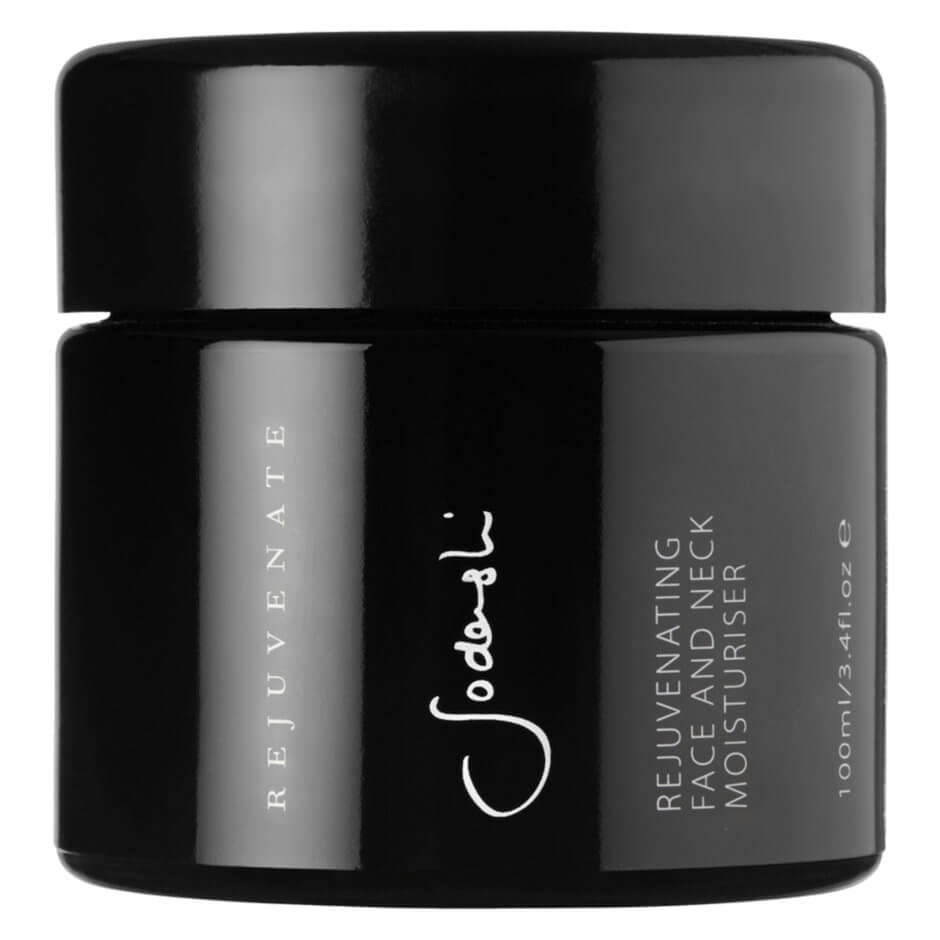 REJUVENATE
Sodashi
REJUVENATING
FACE AND NECK
MOISTURISER
100ml/3.4fl.oz ℮